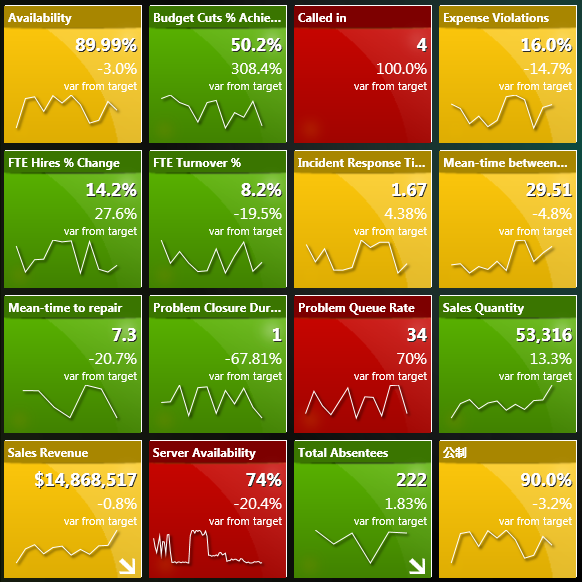 Availability
89.99%
-3.0%
var from target
Budget Cuts % Achie...
50.2%
308.4%
var from target
Called in
4
100.0%
var from target
Expense Violations
16.0%
-14.7%
var from target
FTE Hires % Change
14.2%
27.6%
var from target
FTE Turnover %
8.2%
-19.5%
var from target
Incident Response Ti...
1.67
4.38%
var from target
Mean-time between...
29.51
-4.8%
var from target
Mean-time to repair
7.3
-20.7%
var from target
Problem Closure Dur...
1
-67.81%
var from target
Problem Queue Rate
34
70%
var from target
Sales Quantity
53,316
13.3%
var from target
Sales Revenue
$14,868,517
-0.8%
var from target
Server Availability
74%
-20.4%
var from target
Total Absentees
222
1.83%
var from target
公制
90.0%
-3.2%
var from target